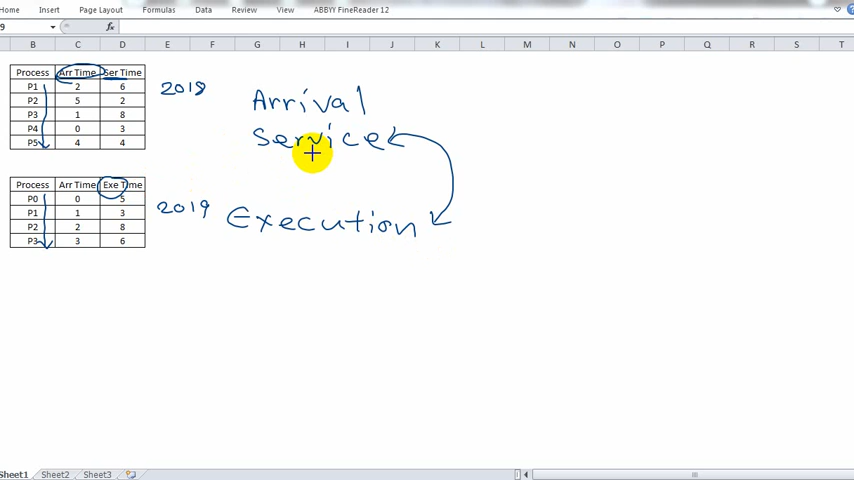 Home Insert Page Layout Formulas Data Review View ABBYY FineReader 12
9 fx
B C D E F G H I J K L M N O P Q R S T
Process Arr Time Ser Time
P1 2 6
P2 5 2
P3 1 8
P4 0 3
P5 4 4
2018
Arrival
Service
Process Arr Time Exe Time
P0 0 5
P1 1 3
P2 2 8
P3 3 6
2019
Execution
Sheet1 Sheet2 Sheet3